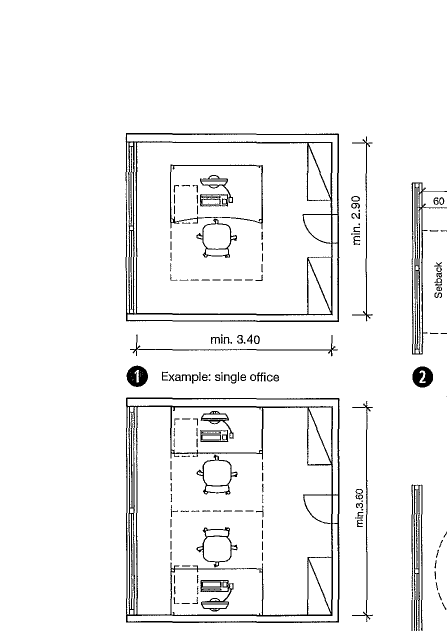 min. 2.90
60
Setback
min. 3.40
1 Example: single office
2
min.3.60